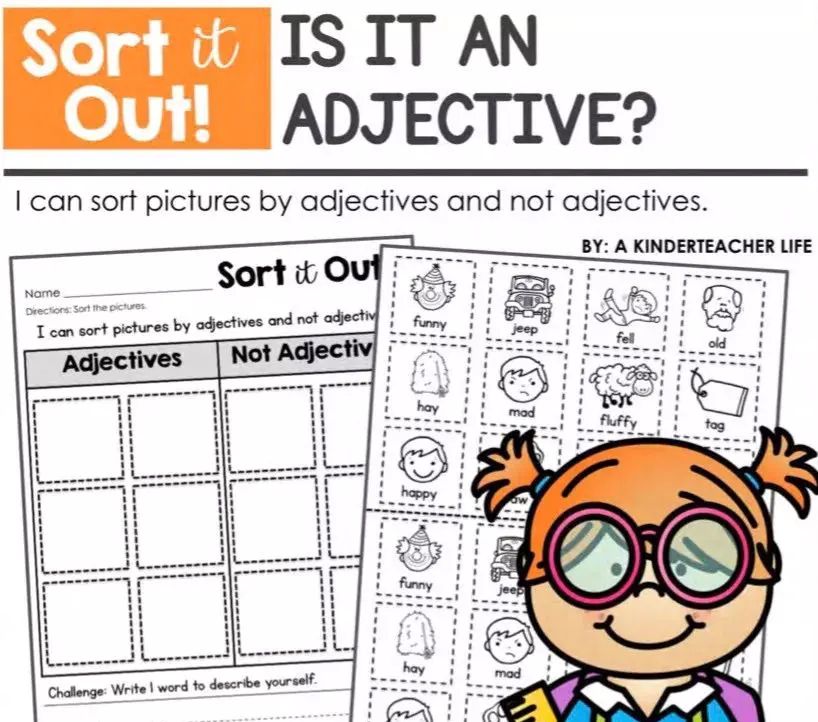 Sort it
Out!
IS IT AN
ADJECTIVE?
I can sort pictures by adjectives and not adjectives.
BY: A KINDERTEACHER LIFE
Name
Sort it Out
Directions: Sort the pictures.
I can sort pictures by adjectives and not adjectiv
Adjectives
Not Adjectiv
Challenge: Write 1 word to describe yourself.
funny
jeep
fell
old
hay
mad
fluffy
tag
happy
aw
funny
jeep
hay
mad